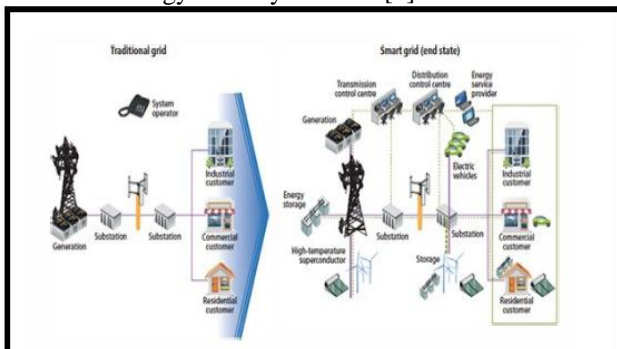 Traditional grid
System
operator
Industrial
customer
Substation
Substation
Generation
Commercial
customer
Residential
customer
Smart grid (end state)
Transmission
control centre
Distribution
control centre
Energy
service
provider
Generation
Electric
vehicles
Industrial
customer
Energy
storage
Substation
Substation
Commercial
customer
High-temperature
superconductor
Storage
Residential
customer